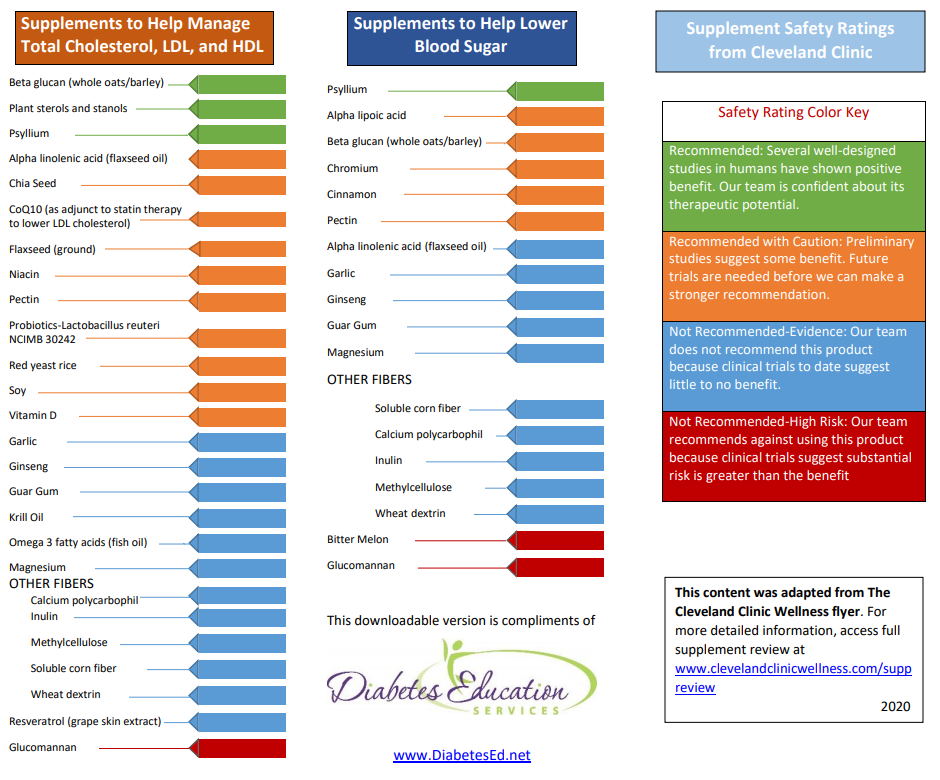 Supplements to Help Manage
Total Cholesterol, LDL, and HDL
Beta glucan (whole oats/barley)
Plant sterols and stanols
Psyllium
Alpha linolenic acid (flaxseed oil)
Chia Seed
CoQ10 (as adjunct to statin therapy
to lower LDL cholesterol)
Flaxseed (ground)
Niacin
Pectin
Probiotics-Lactobacillus reuteri
NCIMB 30242
Red yeast rice
Soy
Vitamin D
Garlic
Ginseng
Guar Gum
Krill Oil
Omega 3 fatty acids (fish oil)
Magnesium
OTHER FIBERS
Calcium polycarbophil
Inulin
Methylcellulose
Soluble corn fiber
Wheat dextrin
Resveratrol (grape skin extract)
Glucomannan
Supplements to Help Lower
Blood Sugar
Psyllium
Alpha lipoic acid
Beta glucan (whole oats/barley)
Chromium
Cinnamon
Pectin
Alpha linolenic acid (flaxseed oil)
Garlic
Ginseng
Guar Gum
Magnesium
OTHER FIBERS
Soluble corn fiber
Calcium polycarbophil
Inulin
Methylcellulose
Wheat dextrin
Bitter Melon
Glucomannan
This downloadable version is compliments of
Diabetes Education
SERVICES
www.DiabetesEd.net
Supplement Safety Ratings
from Cleveland Clinic
Safety Rating Color Key
Recommended: Several well-designed
studies in humans have shown positive
benefit. Our team is confident about its
therapeutic potential.
Recommended with Caution: Preliminary
studies suggest some benefit. Future
trials are needed before we can make a
stronger recommendation.
Not Recommended-Evidence: Our team
does not recommend this product
because clinical trials to date suggest
little to no benefit.
Not Recommended-High Risk: Our team
recommends against using this product
because clinical trials suggest substantial
risk is greater than the benefit
This content was adapted from The
Cleveland Clinic Wellness flyer. For
more detailed information, access full
supplement review at
www.clevelandclinicwellness.com/supp
review
2020